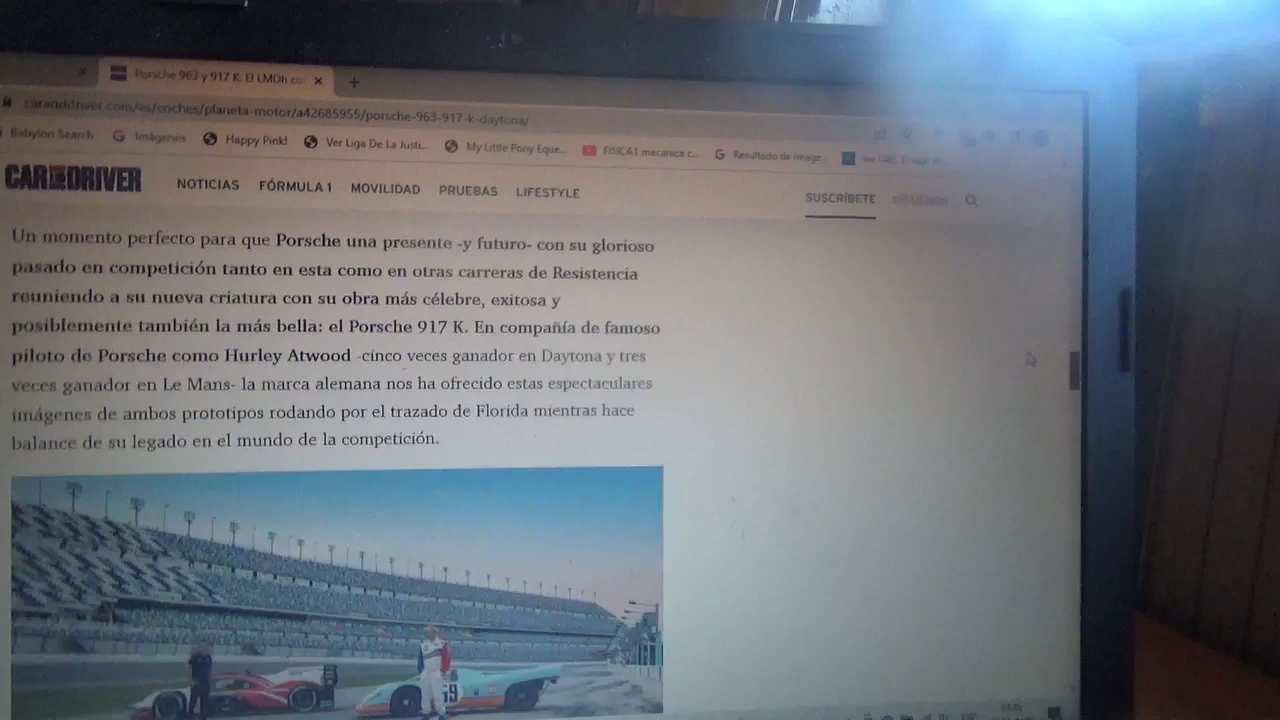 Porsche 963 y 917 K. El LMDh co
caranddriver.com/es/coches/planeta-motor/a42685955/porsche-963-917-k-daytona/
Babylon Search
Imágenes
Happy Pink!
Ver Liga De La Justi...
My Little Pony Eque...
FISICA1 mecanica c...
Resultado de image...
CAR AND DRIVER
NOTICIAS FÓRMULA 1 MOVILIDAD PRUEBAS LIFESTYLE
SUSCRÍBETE
Un momento perfecto para que Porsche una presente -y futuro- con su glorioso
pasado en competición tanto en esta como en otras carreras de Resistencia
reuniendo a su nueva criatura con su obra más célebre, exitosa y
posiblemente también la más bella: el Porsche 917 K. En compañía de famoso
piloto de Porsche como Hurley Atwood -cinco veces ganador en Daytona y tres
veces ganador en Le Mans- la marca alemana nos ha ofrecido estas espectaculares
imágenes de ambos prototipos rodando por el trazado de Florida mientras hace
balance de su legado en el mundo de la competición.